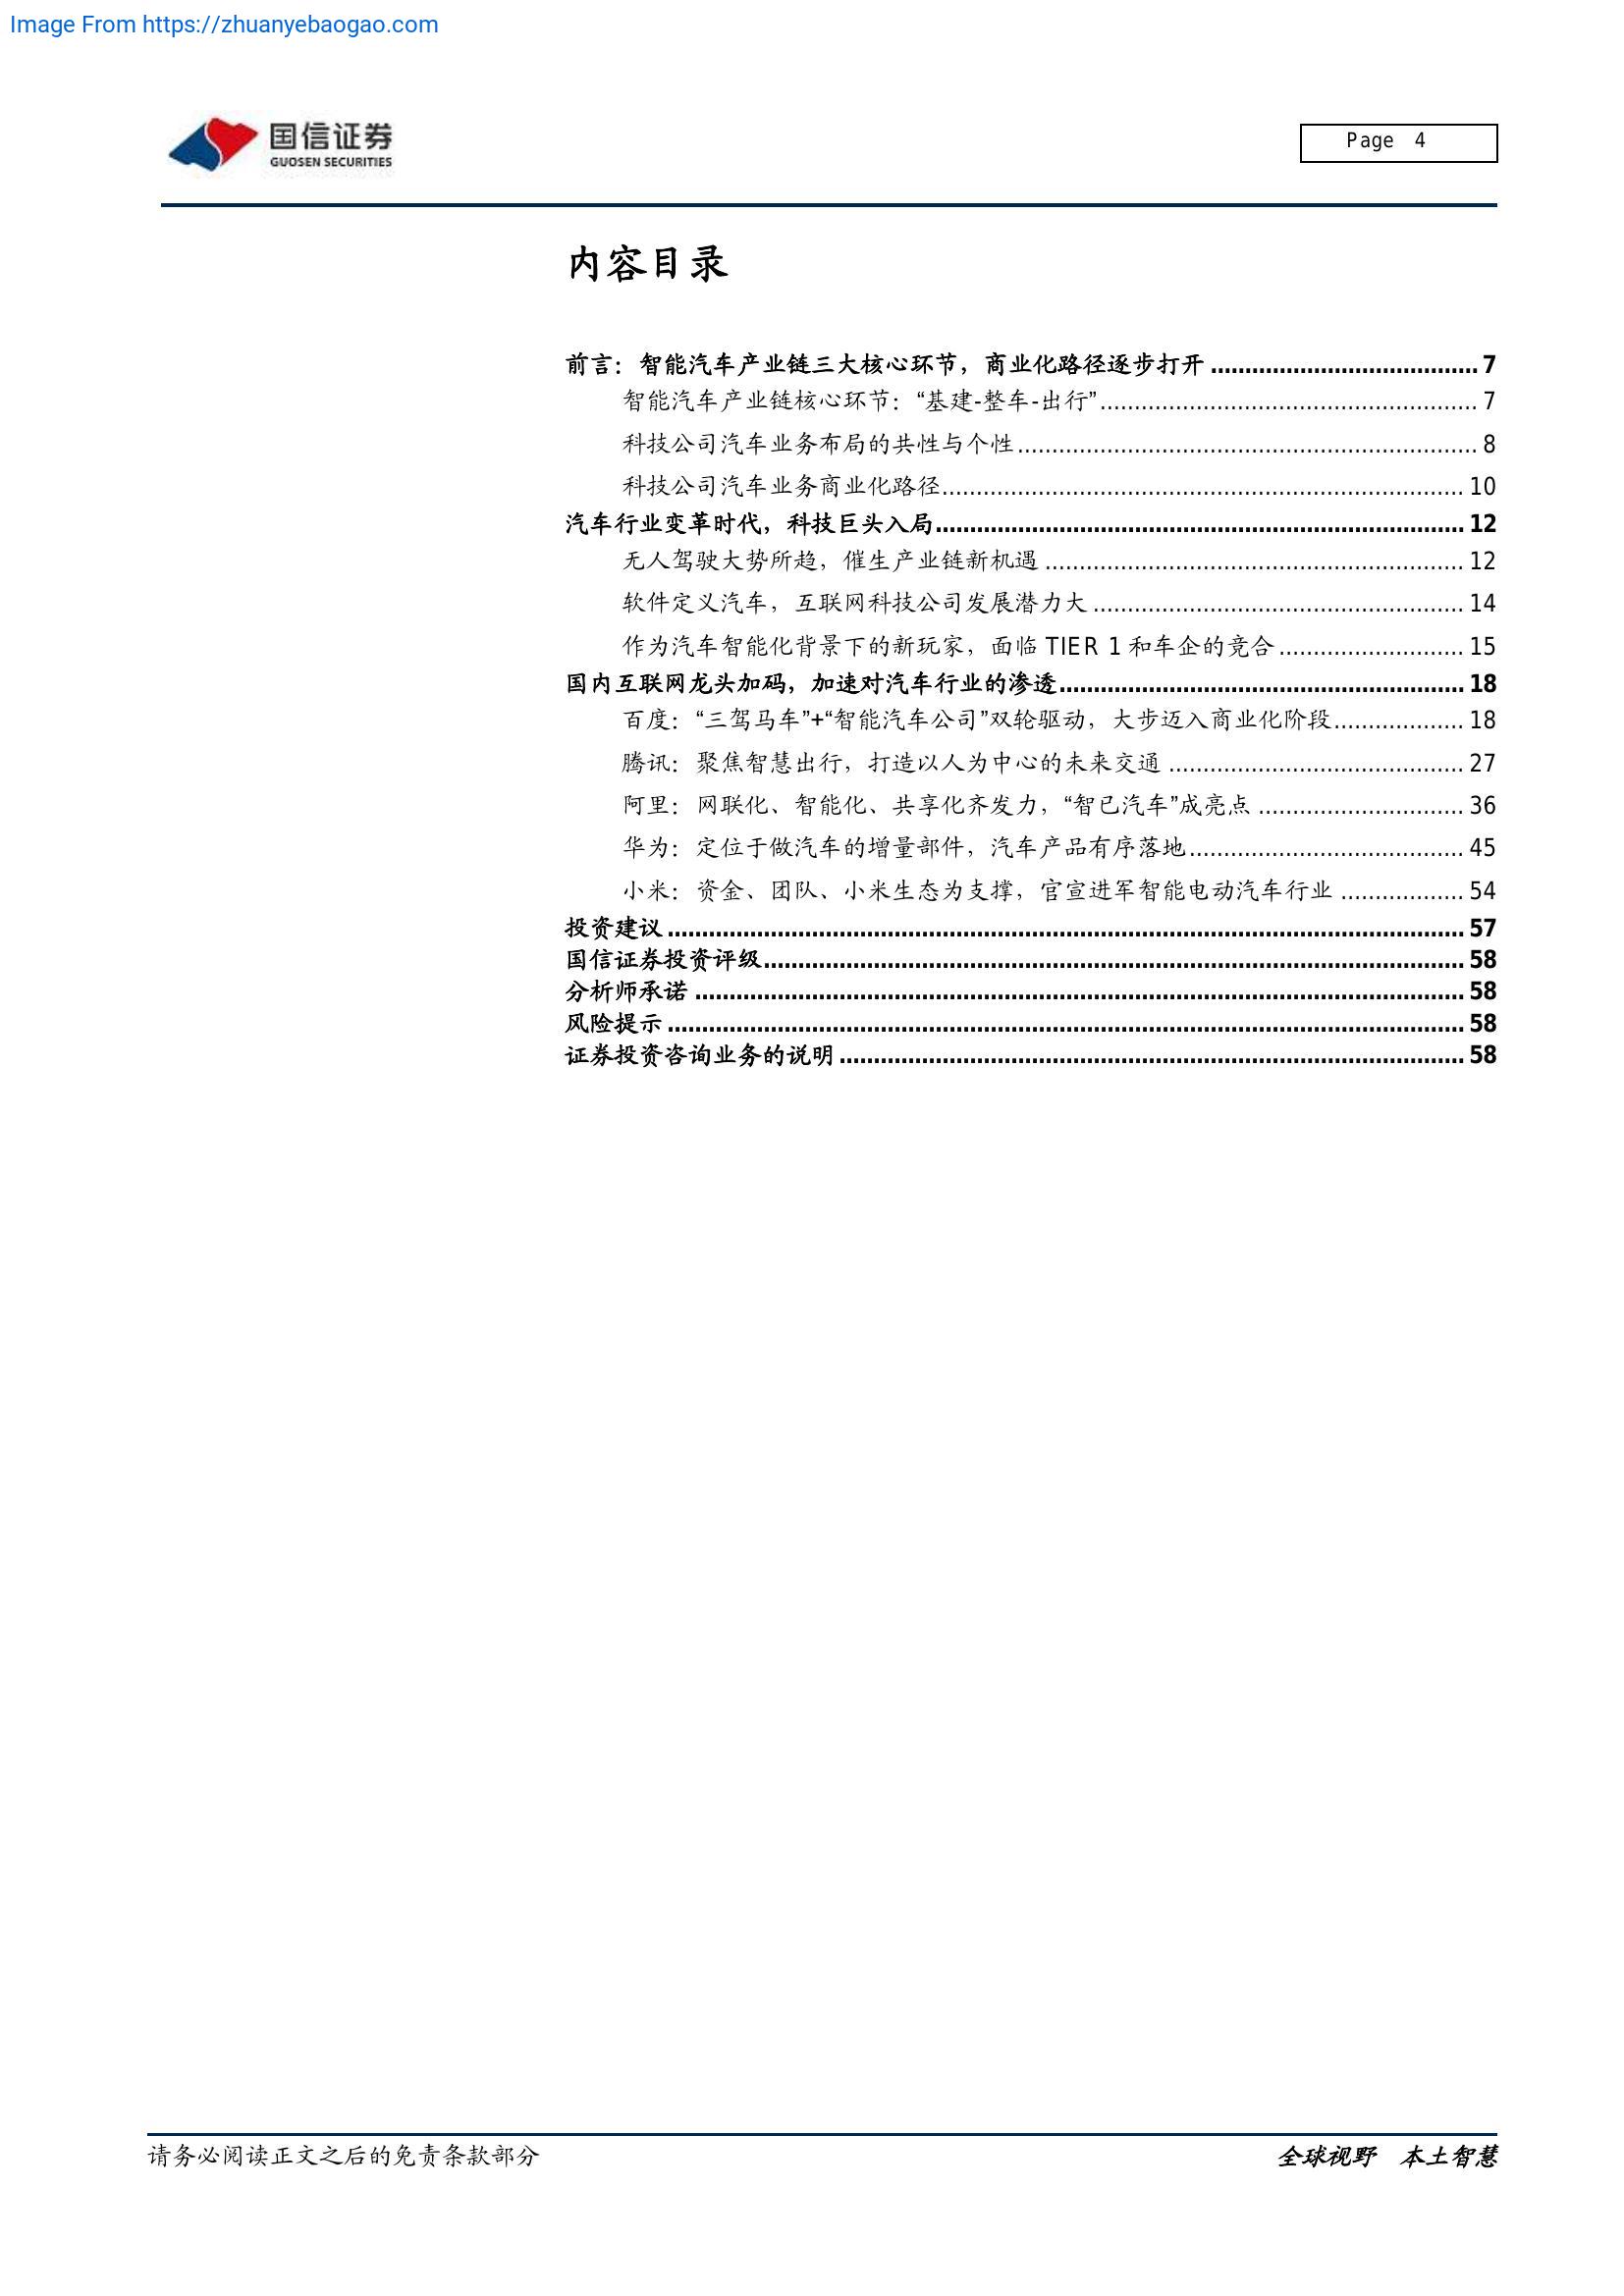 Image From https://zhuanyebaogao.com
国信证券
GUOSEN SECURITIES
Page 4
内容目录
前言：智能汽车产业链三大核心环节，商业化路径逐步打开 ....................................... 7
智能汽车产业链核心环节：“基建-整车-出行” ....................................................... 7
科技公司汽车业务布局的共性与个性 ................................................................... 8
科技公司汽车业务商业化路径 ............................................................................ 10
汽车行业变革时代，科技巨头入局 ............................................................................. 12
无人驾驶大势所趋，催生产业链新机遇 ............................................................. 12
软件定义汽车，互联网科技公司发展潜力大 ...................................................... 14
作为汽车智能化背景下的新玩家，面临 TIER 1 和车企的竞合 ........................... 15
国内互联网龙头加码，加速对汽车行业的渗透 ........................................................... 18
百度：“三驾马车”+“智能汽车公司”双轮驱动，大步迈入商业化阶段 ................... 18
腾讯：聚焦智慧出行，打造以人为中心的未来交通 ........................................... 27
阿里：网联化、智能化、共享化齐发力，“智已汽车”成亮点 .............................. 36
华为：定位于做汽车的增量部件，汽车产品有序落地 ........................................ 45
小米：资金、团队、小米生态为支撑，官宣进军智能电动汽车行业 .................. 54
投资建议 .................................................................................................................... 57
国信证券投资评级 ...................................................................................................... 58
分析师承诺 ................................................................................................................ 58
风险提示 .................................................................................................................... 58
证券投资咨询业务的说明 ........................................................................................... 58
请务必阅读正文之后的免责条款部分
全球视野 本土智慧